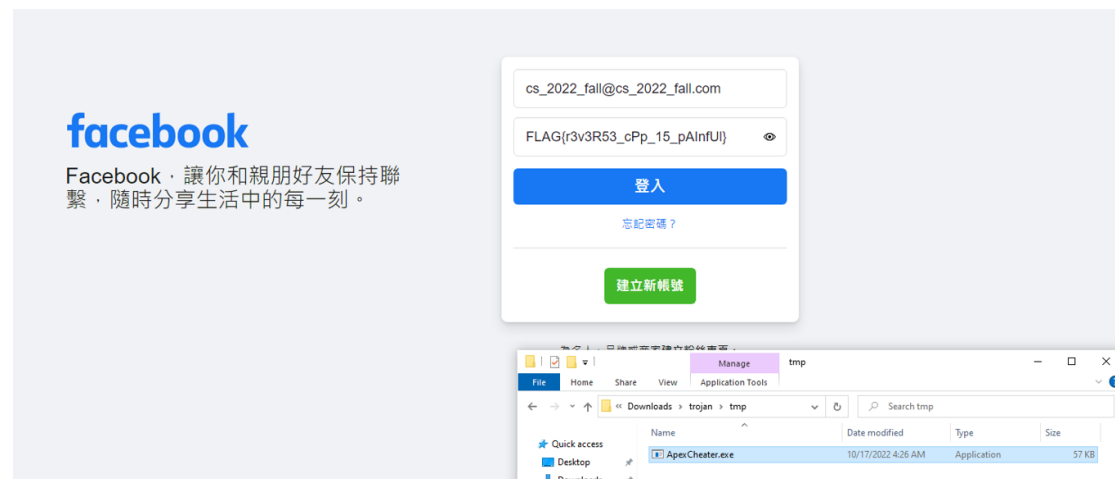 facebook
Facebook，讓你和親朋好友保持聯
繫，隨時分享生活中的每一刻。
cs_2022_fall@cs_2022_fall.com
FLAG{r3v3R53_cPp_15_pAInfUl}
登入
忘記密碼？
建立新帳號
Manage
tmp
File Home Share View Application Tools
« Downloads › trojan › tmp
Search tmp
Name Date modified Type Size
Quick access
ApexCheater.exe 10/17/2022 4:26 AM Application 57 KB
Desktop